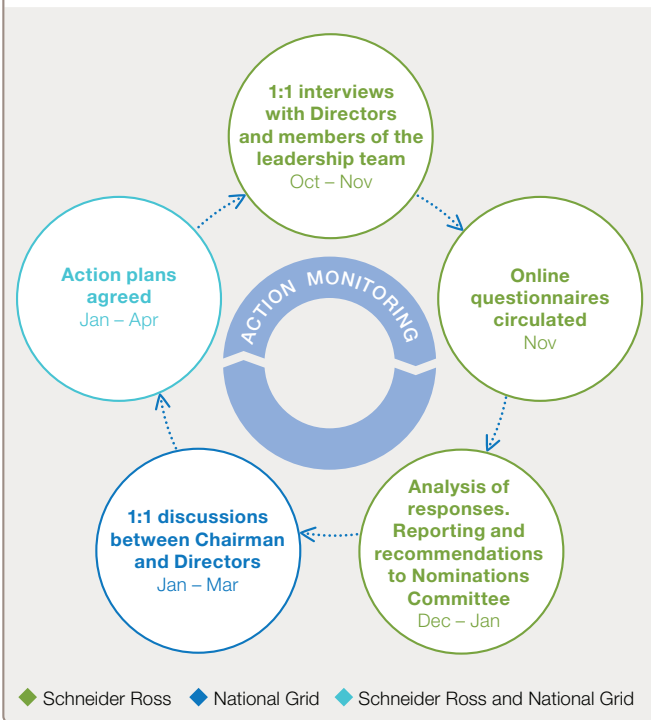 1:1 interviews
with Directors
and members of the
leadership team
Oct – Nov
Online
questionnaires
circulated
Nov
Analysis of
responses.
Reporting and
recommendations
to Nominations
Committee
Dec – Jan
1:1 discussions
between Chairman
and Directors
Jan – Mar
Action plans
agreed
Jan – Apr
ACTION MONITORING
Schneider Ross
National Grid
Schneider Ross and National Grid